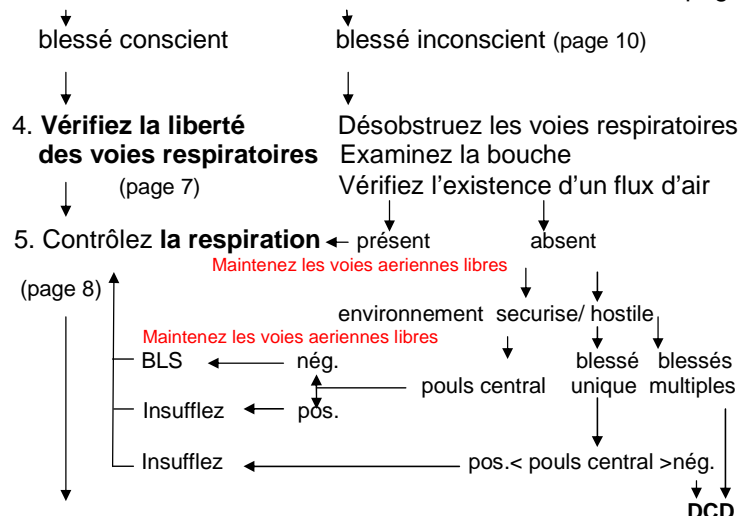 pag
blessé conscient blessé inconscient (page 10)
4. Vérifiez la liberté Désobstruez les voies respiratoires
des voies respiratoires Examinez la bouche
(page 7) Vérifiez l'existence d'un flux d'air
5. Contrôlez la respiration présent absent
Maintenez les voies aeriennes libres
(page 8)
environnement securise/ hostile
Maintenez les voies aeriennes libres
BLS nég. blessé blessés
pouls central unique multiples
Insufflez pos.
Insufflez pos.< pouls central >nég.
DCD